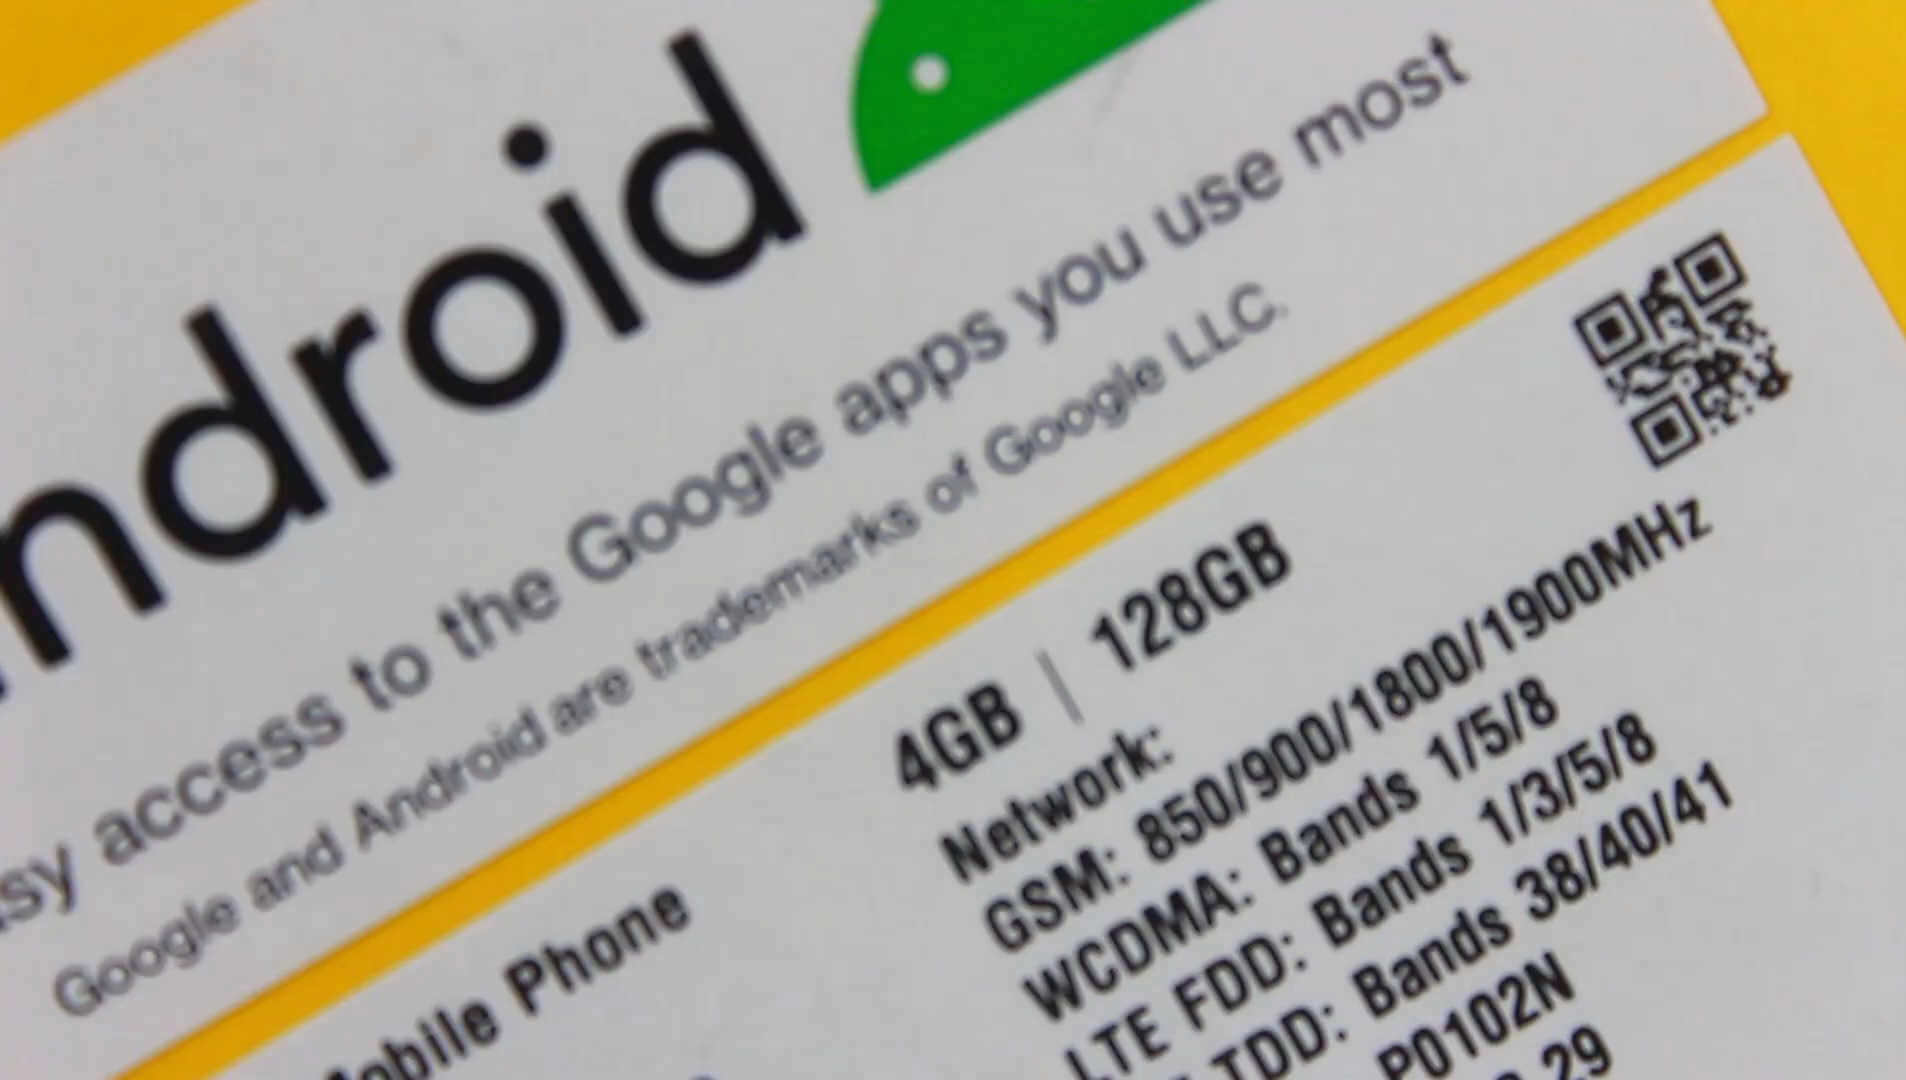 ndroid
asy access to the Google apps you use most
Google and Android are trademarks of Google LLC.
Mobile Phone
4GB | 128GB
Network:
GSM: 850/900/1800/1900MHz
WCDMA: Bands 1/5/8
LTE FDD: Bands 1/3/5/8
TDD: Bands 38/40/41
P0102N
29